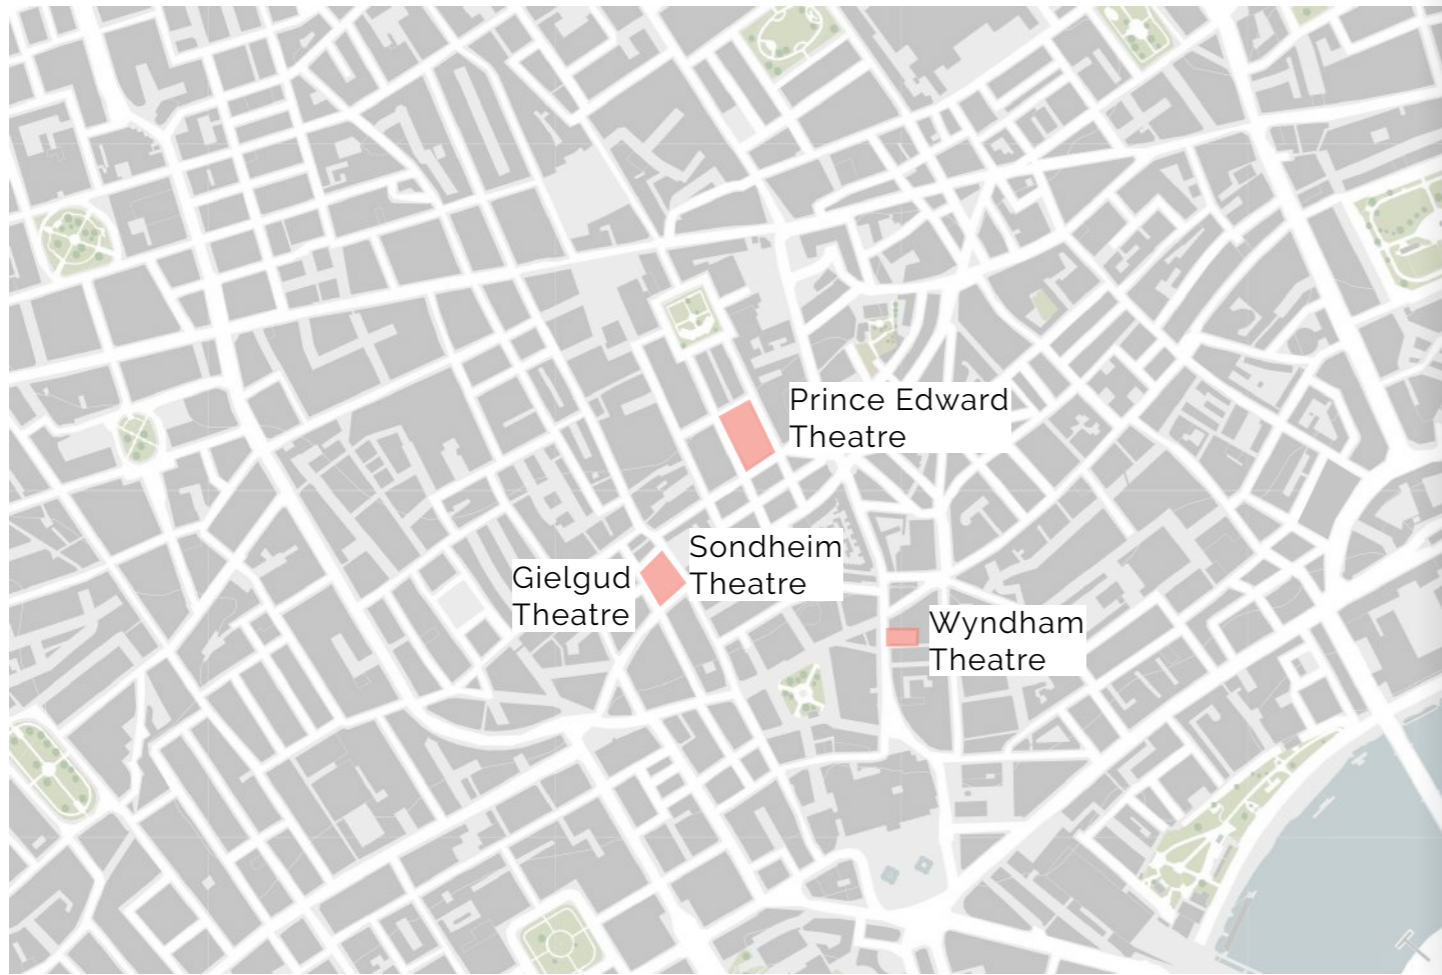 Prince Edward
Theatre
Sondheim
Theatre
Gielgud
Theatre
Wyndham
Theatre